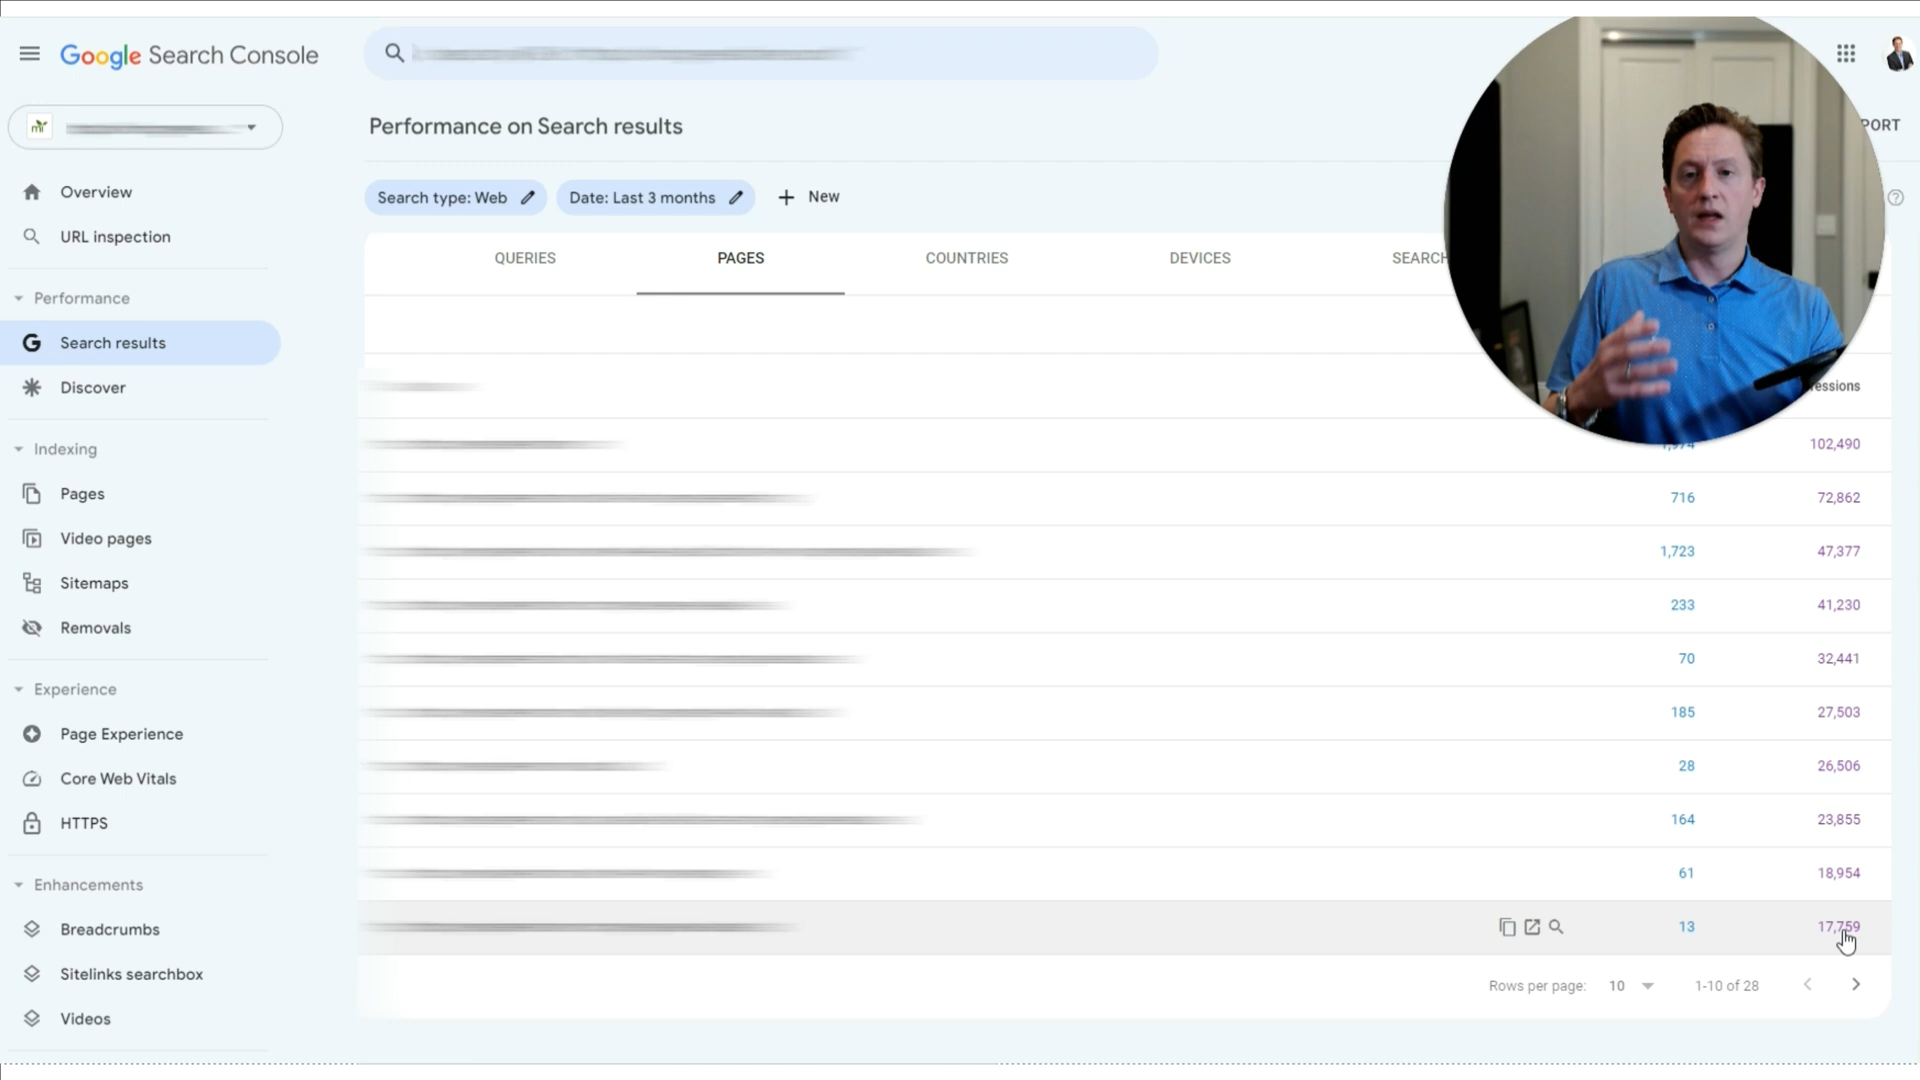 Google Search Console
Performance on Search results
PORT
Search type: Web
Date: Last 3 months
New
Overview
URL inspection
Performance
Search results
Discover
Indexing
Pages
Video pages
Sitemaps
Removals
Experience
Page Experience
Core Web Vitals
HTTPS
Enhancements
Breadcrumbs
Sitelinks searchbox
Videos
QUERIES PAGES COUNTRIES DEVICES SEARCH
essions
102,490
716 72,862
1,723 47,377
233 41,230
70 32,441
185 27,503
28 26,506
164 23,855
61 18,954
13 17,759
Rows per page: 10 1-10 of 28